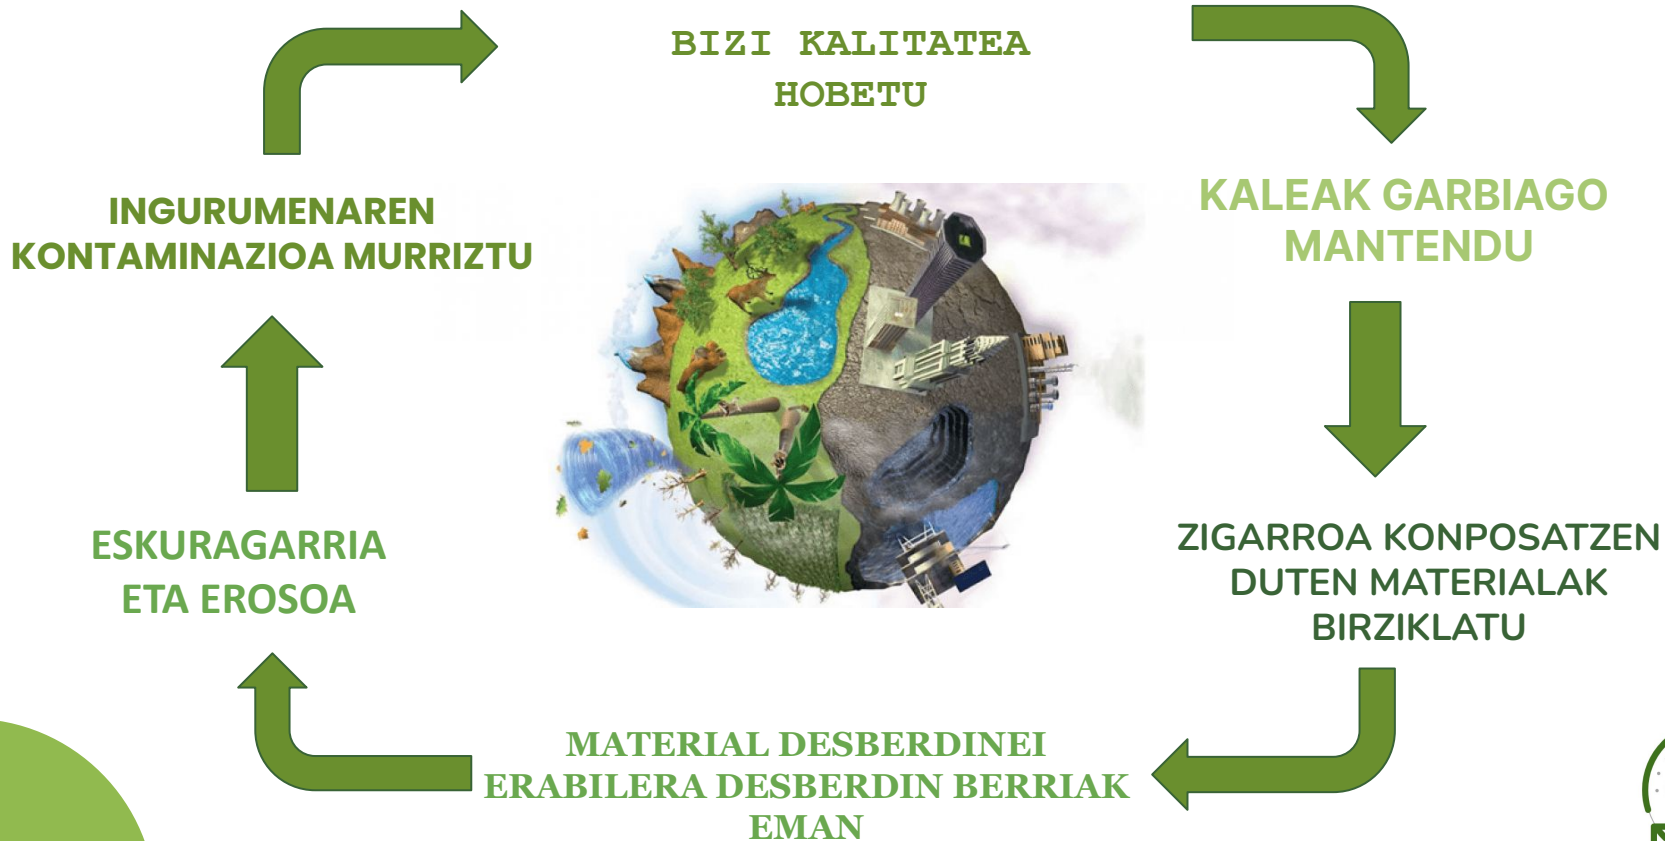 BIZI KALITATEA
HOBETU
KALEAK GARBIAGO
MANTENDU
ZIGARROA KONPOSATZEN
DUTEN MATERIALAK
BIRZIKLATU
MATERIAL DESBERDINEI
ERABILERA DESBERDIN BERRIAK
EMAN
ESKURAGARRIA
ETA EROSOA
INGURUMENAREN
KONTAMINAZIOA MURRIZTU